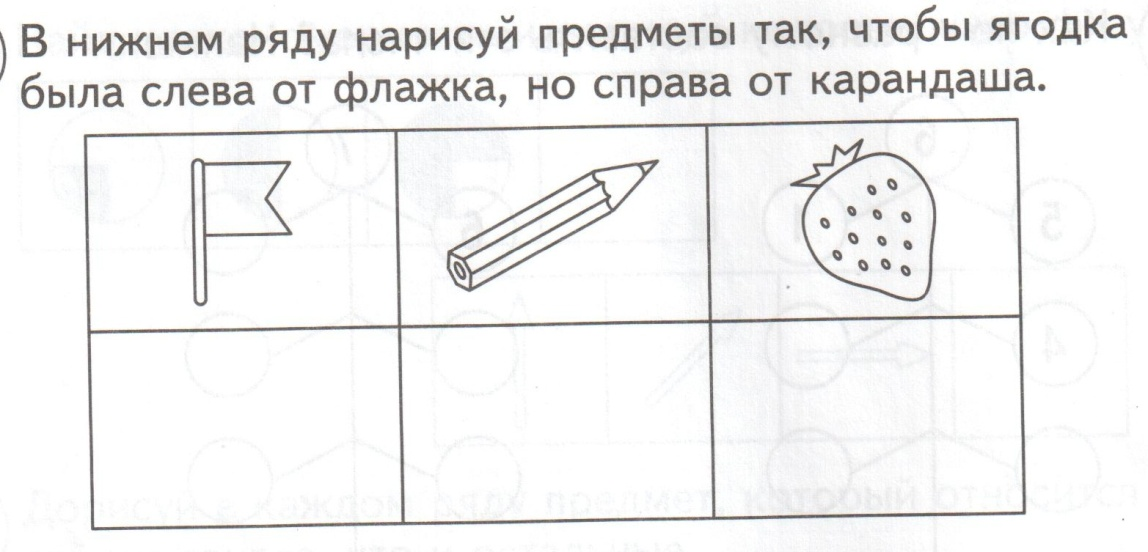 В нижнем ряду нарисуй предметы так, чтобы ягодка
была слева от флажка, но справа от карандаша.